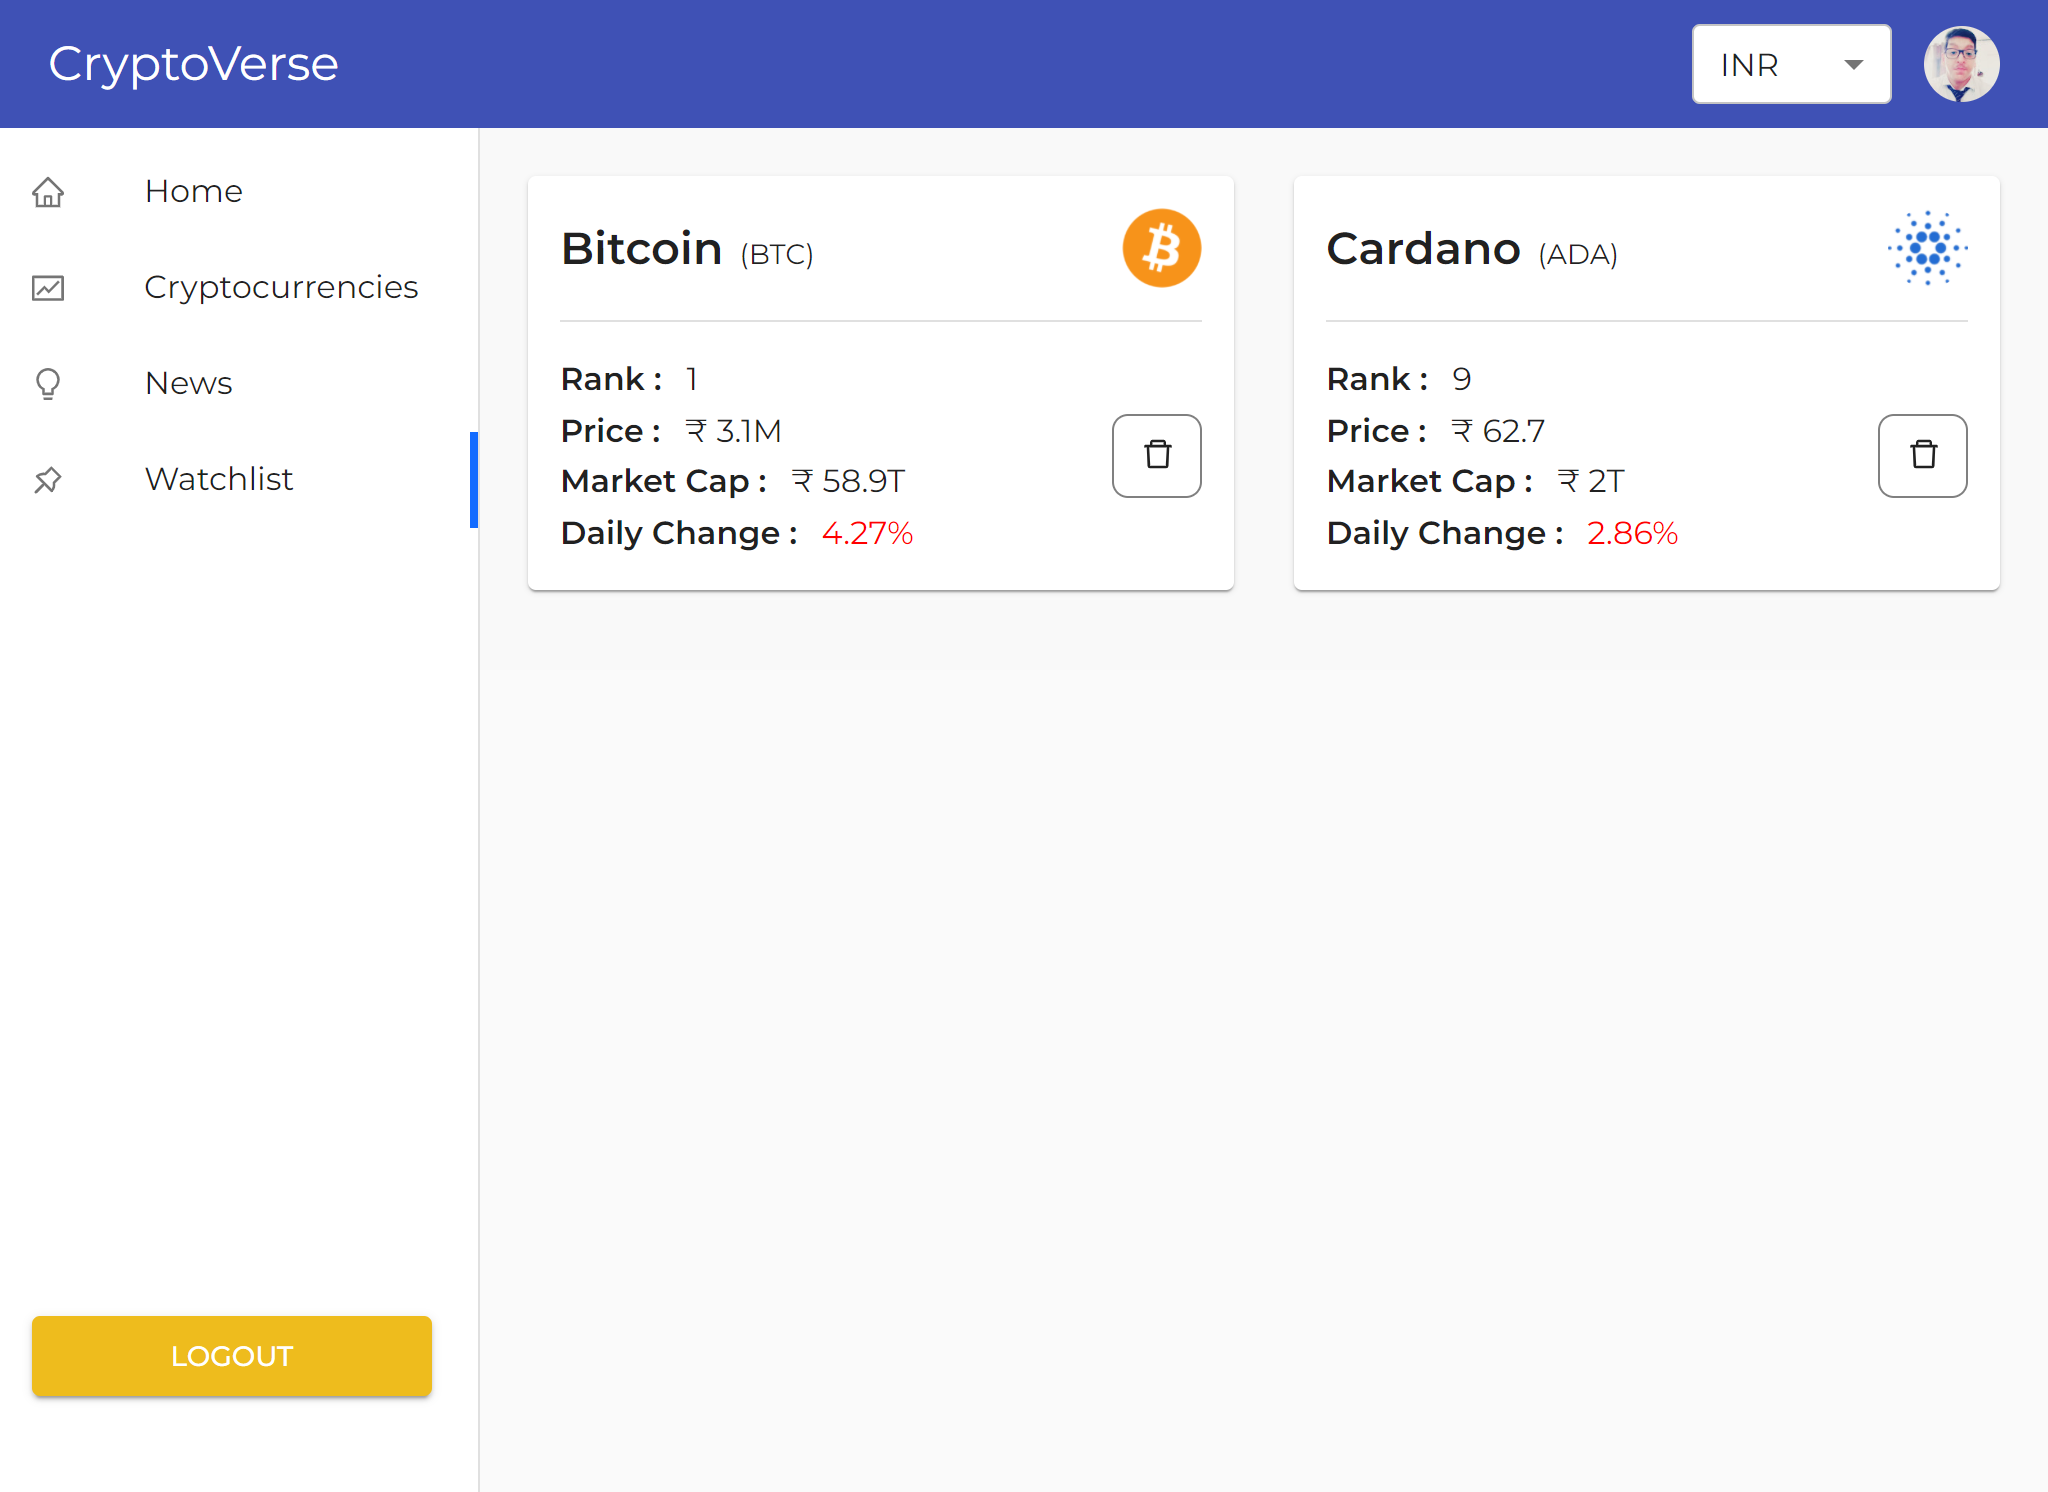 CryptoVerse
INR
Home
Cryptocurrencies
News
Watchlist
LOGOUT
Bitcoin (BTC)
Rank : 1
Price : ₹ 3.1M
Market Cap : ₹ 58.9T
Daily Change : 4.27%
Cardano (ADA)
Rank : 9
Price : ₹ 62.7
Market Cap : ₹ 2T
Daily Change : 2.86%